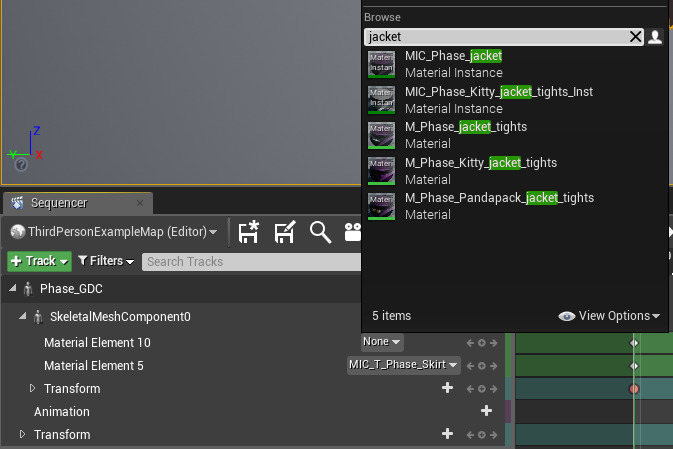 Browse
jacket
MIC_Phase_jacket
Material Instance
MIC_Phase_Kitty_jacket_tights_Inst
Material Instance
M_Phase_jacket_tights
Material
M_Phase_Kitty_jacket_tights
Material
M_Phase_Pandapack_jacket_tights
Material
5 items
View Options
Z
Y
X
?
Sequencer
ThirdPersonExampleMap (Editor)
Track
Filters
Search Tracks
Phase_GDC
SkeletalMeshComponent0
Material Element 10
None
Material Element 5
MIC_T_Phase_Skirt
Transform
Animation
Transform